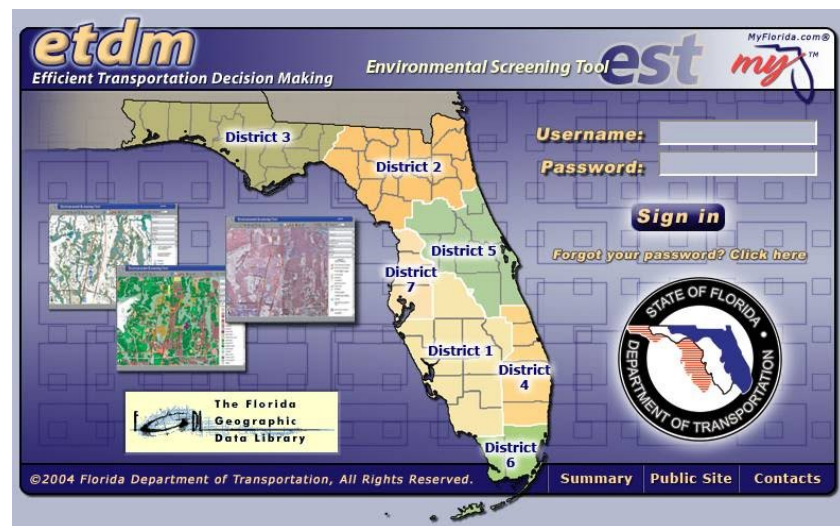 etdm
Efficient Transportation Decision Making
Environmental Screening Tool
est
MyFlorida.com®
my
TM
District 3
District 2
District 5
District
7
District 1
District
4
District
6
Username:
Password:
Sign in
Forgot your password? Click here
STATE OF FLORIDA
DEPARTMENT OF TRANSPORTATION
The Florida
Geographic
Data Library
©2004 Florida Department of Transportation, All Rights Reserved.
Summary
Public Site
Contacts